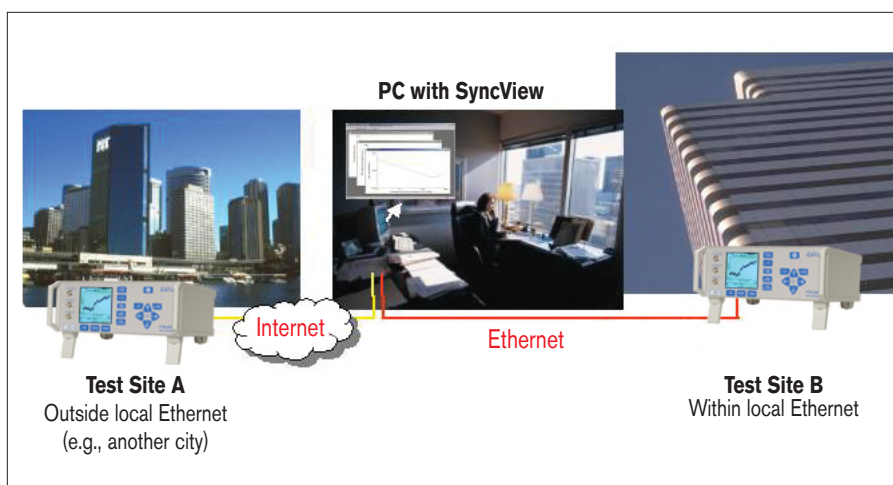 PC with SyncView
Internet
Ethernet
Test Site A
Outside local Ethernet
(e.g., another city)
Test Site B
Within local Ethernet